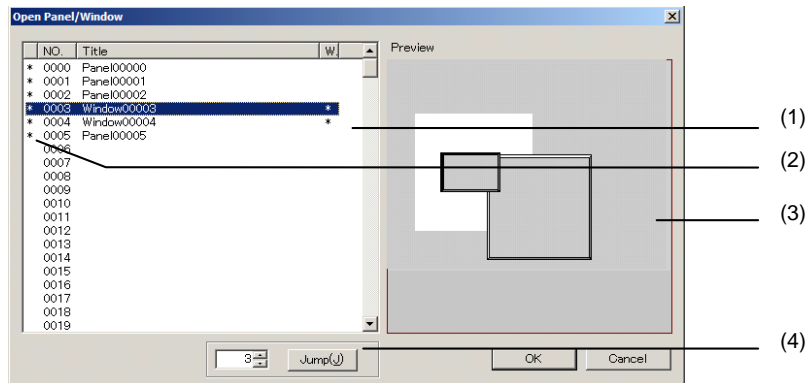 Open Panel/Window
NO. Title W. Preview
* 0000 Panel00000
* 0001 Panel00001
* 0002 Panel00002
* 0003 Window00003 *
* 0004 Window00004 *
* 0005 Panel00005
0006
0007
0008
0009
0010
0011
0012
0013
0014
0015
0016
0017
0018
0019
3 Jump(J) OK Cancel
(1)
(2)
(3)
(4)